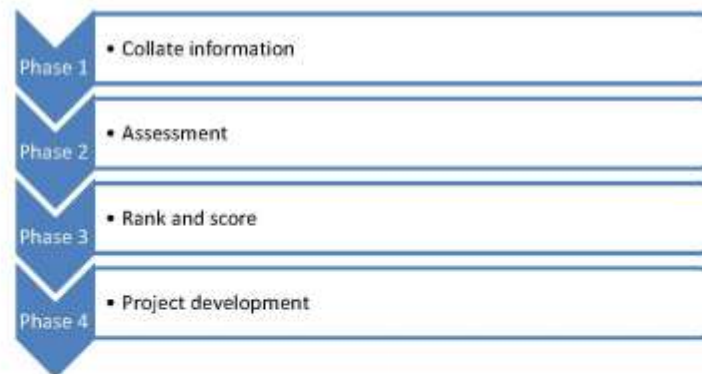 Phase 1
• Collate information
Phase 2
• Assessment
Phase 3
• Rank and score
Phase 4
• Project development